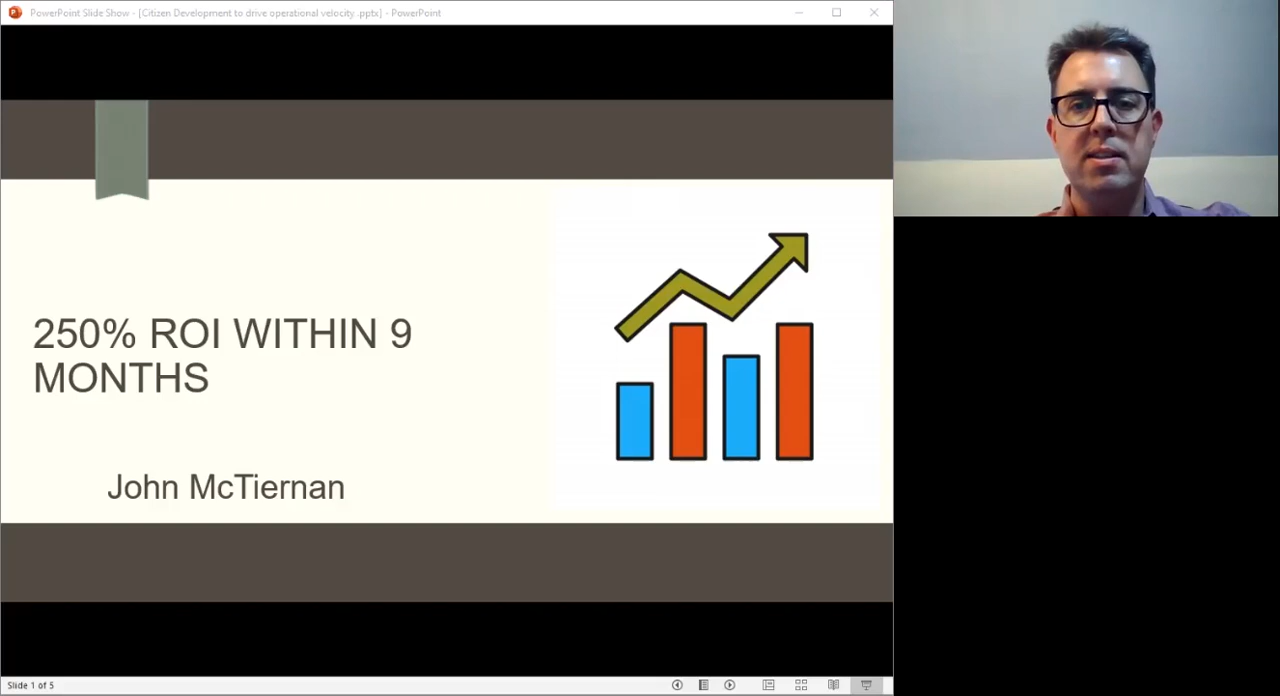 PowerPoint Slide Show - [Citizen Development to drive operational velocity .pptx] - PowerPoint
250% ROI WITHIN 9
MONTHS
John McTiernan
Slide 1 of 5